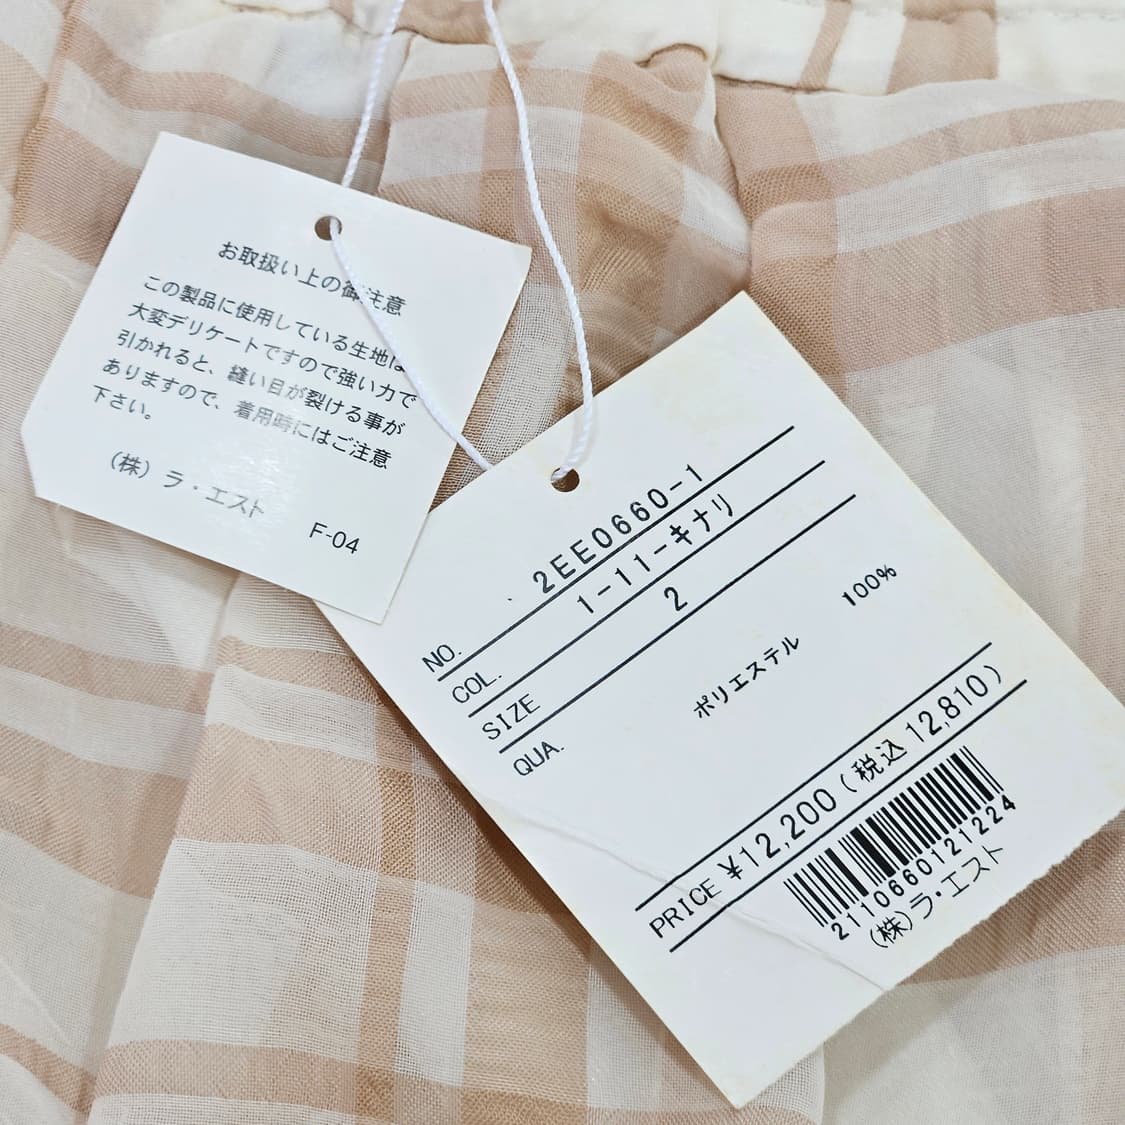 お取扱い上の御注意
この製品に使用している生地は
大変デリケートですので強い力で
引かれると、縫い目が裂ける事が
ありますので、着用時にはご注意
下さい。
(株) ラ・エスト
F-04
NO. 2EE0660-1
COL. 1-11-キナリ
SIZE 2
QUA.
ポリエステル 100%
PRICE ¥12,200 (税込 12,810)
2110660121224
(株)ラ・エスト